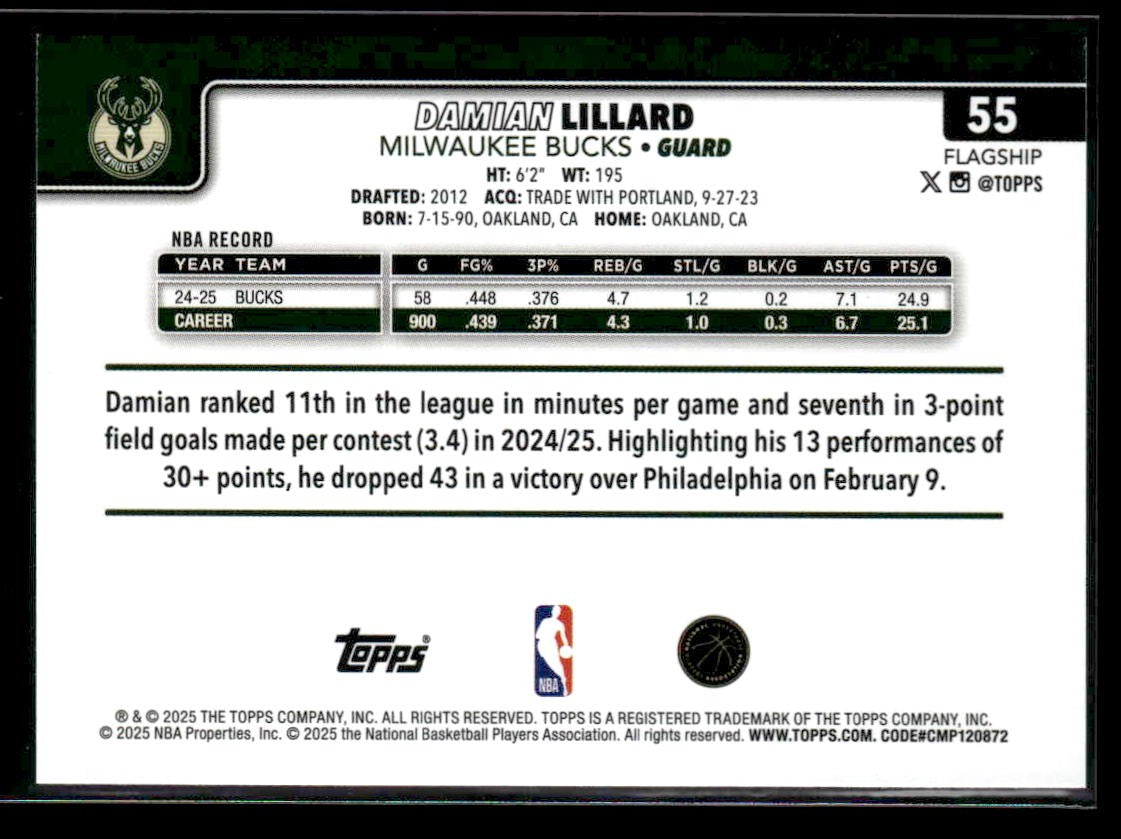 MILWAUKEE BUCKS
DAMIAN LILLARD
MILWAUKEE BUCKS • GUARD
HT: 6'2" WT: 195
DRAFTED: 2012 ACQ: TRADE WITH PORTLAND, 9-27-23
BORN: 7-15-90, OAKLAND, CA HOME: OAKLAND, CA
55
FLAGSHIP
X @TOPPS
NBA RECORD
YEAR TEAM G FG% 3P% REB/G STL/G BLK/G AST/G PTS/G
24-25 BUCKS 58 .448 .376 4.7 1.2 0.2 7.1 24.9
CAREER 900 .439 .371 4.3 1.0 0.3 6.7 25.1
Damian ranked 11th in the league in minutes per game and seventh in 3-point
field goals made per contest (3.4) in 2024/25. Highlighting his 13 performances of
30+ points, he dropped 43 in a victory over Philadelphia on February 9.
topps®
NBA
® & © 2025 THE TOPPS COMPANY, INC. ALL RIGHTS RESERVED. TOPPS IS A REGISTERED TRADEMARK OF THE TOPPS COMPANY, INC.
© 2025 NBA Properties, Inc. © 2025 the National Basketball Players Association. All rights reserved. WWW.TOPPS.COM. CODE#CMP120872